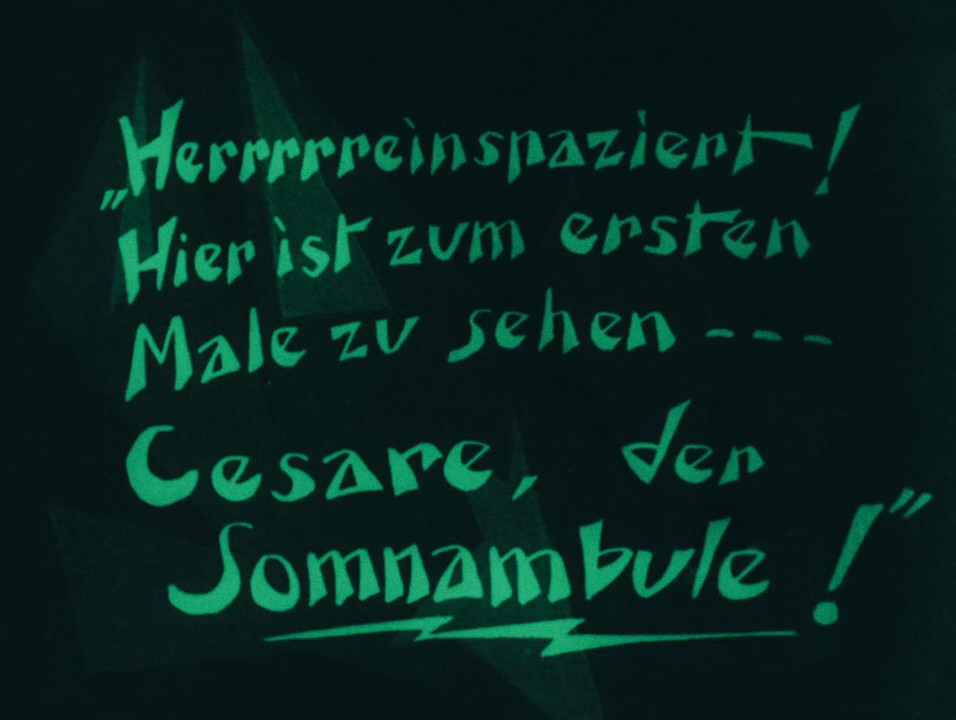 „Herrrrreinspaziert!
Hier ist zum ersten
Male zu sehen ----
Cesare, der
Somnambule!”